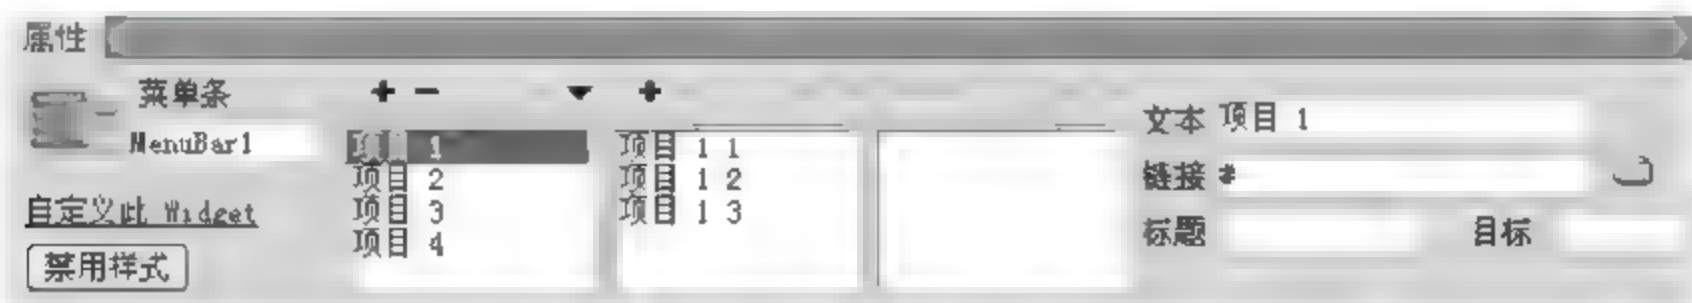 属性
菜单条
MenuBar1
自定义此 Widget
禁用样式
项目 1
项目 2
项目 3
项目 4
项目 1 1
项目 1 2
项目 1 3
文本 项目 1
链接 #
标题
目标